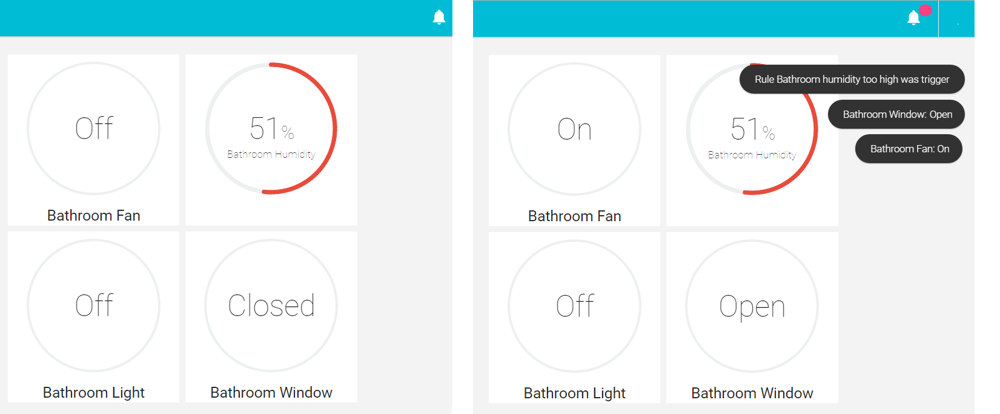 Off
51%
Bathroom Humidity
Bathroom Fan
Off
Closed
Bathroom Light
Bathroom Window
On
51%
Bathroom Humidity
Bathroom Fan
Off
Open
Bathroom Light
Bathroom Window
Rule Bathroom humidity too high was trigger
Bathroom Window: Open
Bathroom Fan: On